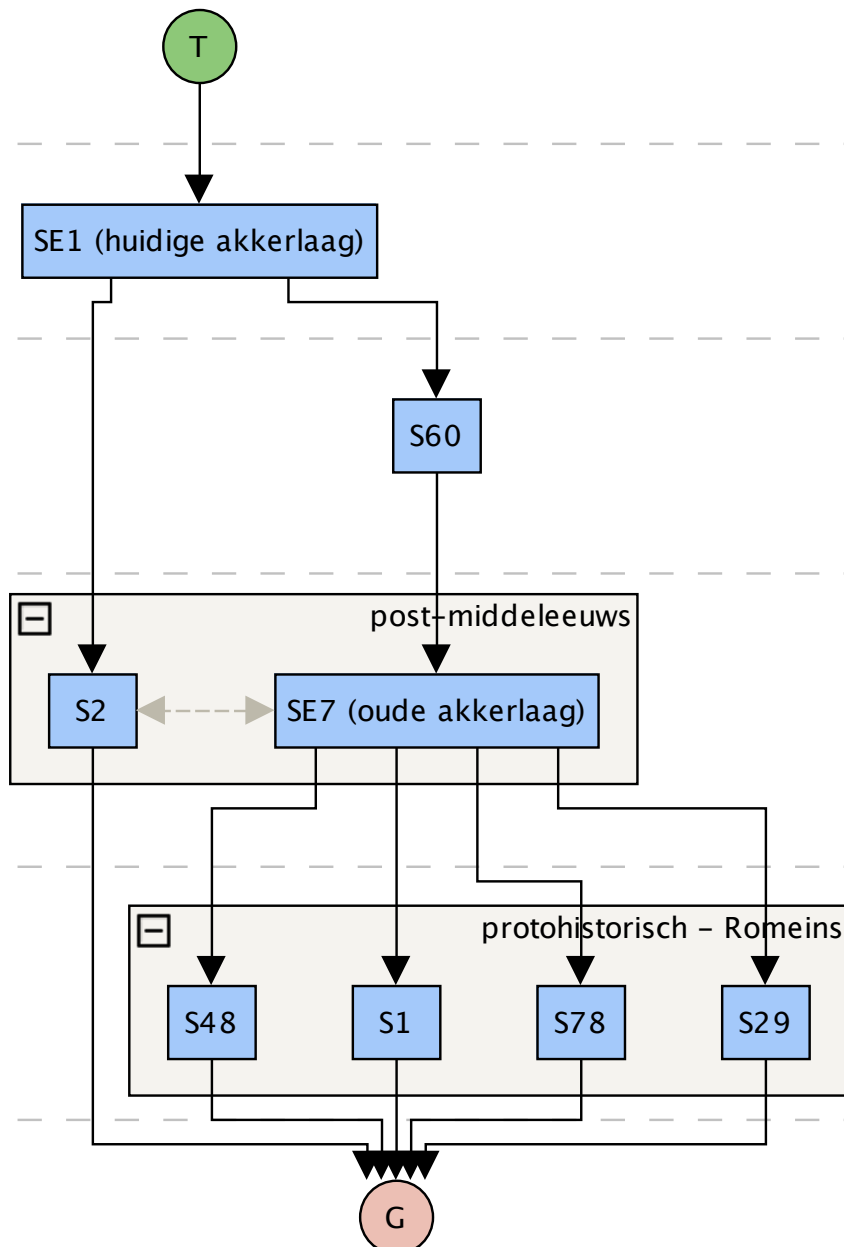 T
SE1 (huidige akkerlaag)
S60
post-middeleeuws
S2
SE7 (oude akkerlaag)
protohistorisch - Romeins
S48
S1
S78
S29
G